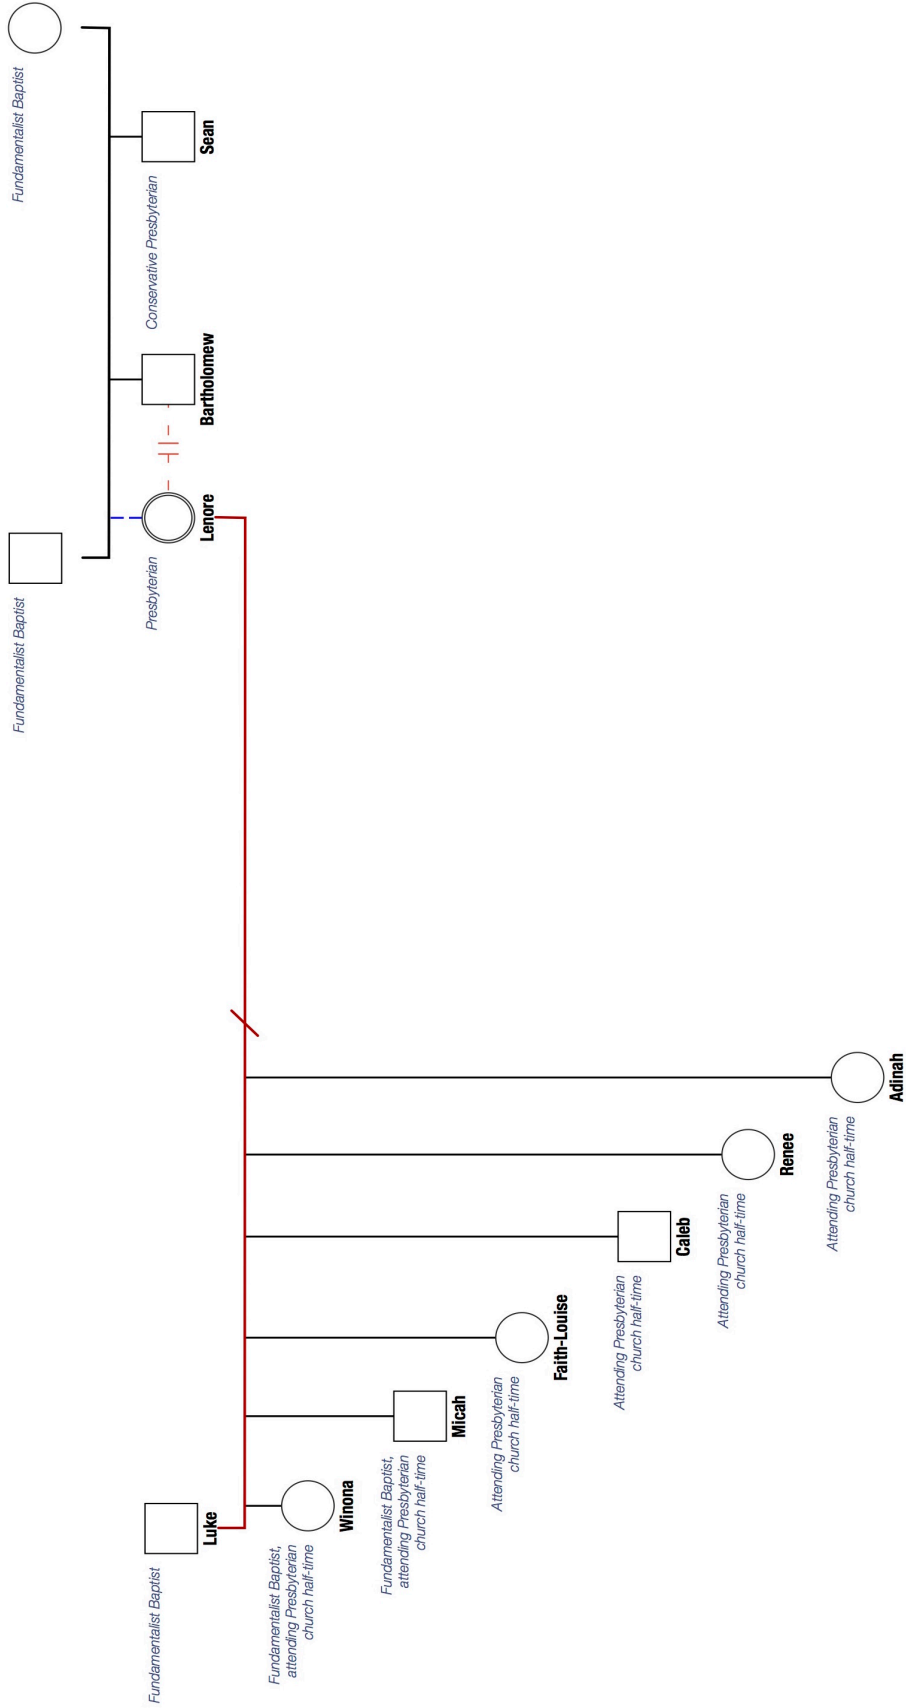 Fundamentalist Baptist
Fundamentalist Baptist
Fundamentalist Baptist
Luke
Presbyterian
Lenore
Bartholomew
Conservative Presbyterian
Sean
Fundamentalist Baptist,
attending Presbyterian
church half-time
Winona
Fundamentalist Baptist,
attending Presbyterian
church half-time
Micah
Attending Presbyterian
church half-time
Faith-Louise
Attending Presbyterian
church half-time
Caleb
Attending Presbyterian
church half-time
Renee
Attending Presbyterian
church half-time
Adinah